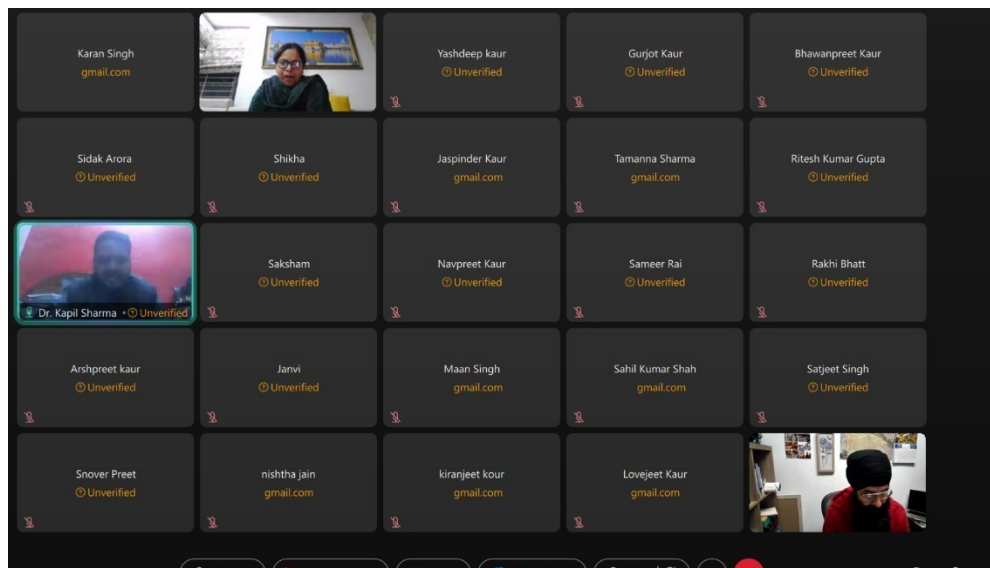 Karan Singh
gmail.com
Yashdeep kaur
Unverified
Gurjot Kaur
Unverified
Bhawanpreet Kaur
Unverified
Sidak Arora
Unverified
Shikha
Unverified
Jaspinder Kaur
gmail.com
Tamanna Sharma
gmail.com
Ritesh Kumar Gupta
Unverified
Dr. Kapil Sharma • Unverified
Saksham
Unverified
Navpreet Kaur
Unverified
Sameer Rai
Unverified
Rakhi Bhatt
Unverified
Arshpreet kaur
Unverified
Janvi
Unverified
Maan Singh
gmail.com
Sahil Kumar Shah
gmail.com
Satjeet Singh
Unverified
Snover Preet
Unverified
nishtha jain
gmail.com
kiranjeet kour
gmail.com
Lovejeet Kaur
gmail.com